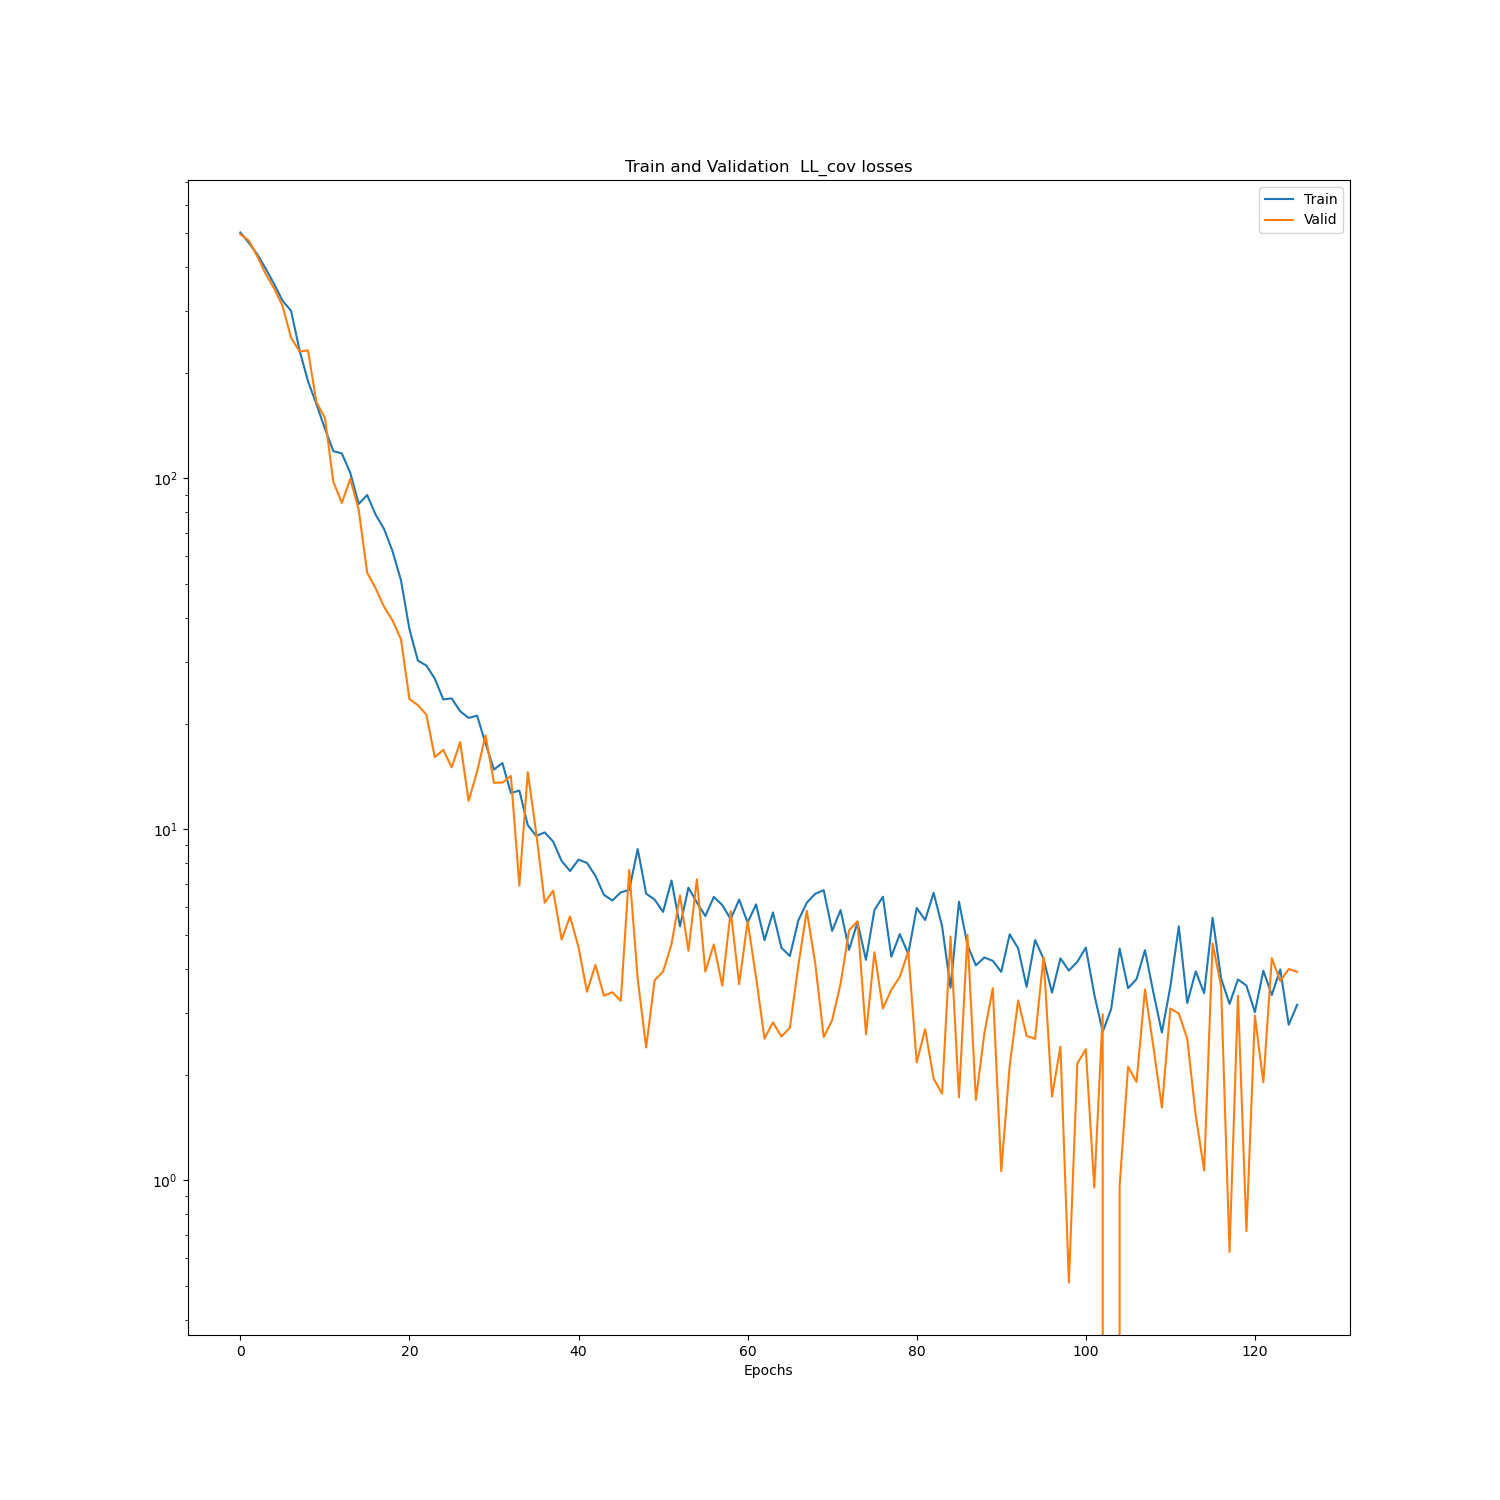 Train and Validation  LL_cov losses
Train
Valid
10²
10¹
10⁰
0 20 40 60 80 100 120
Epochs